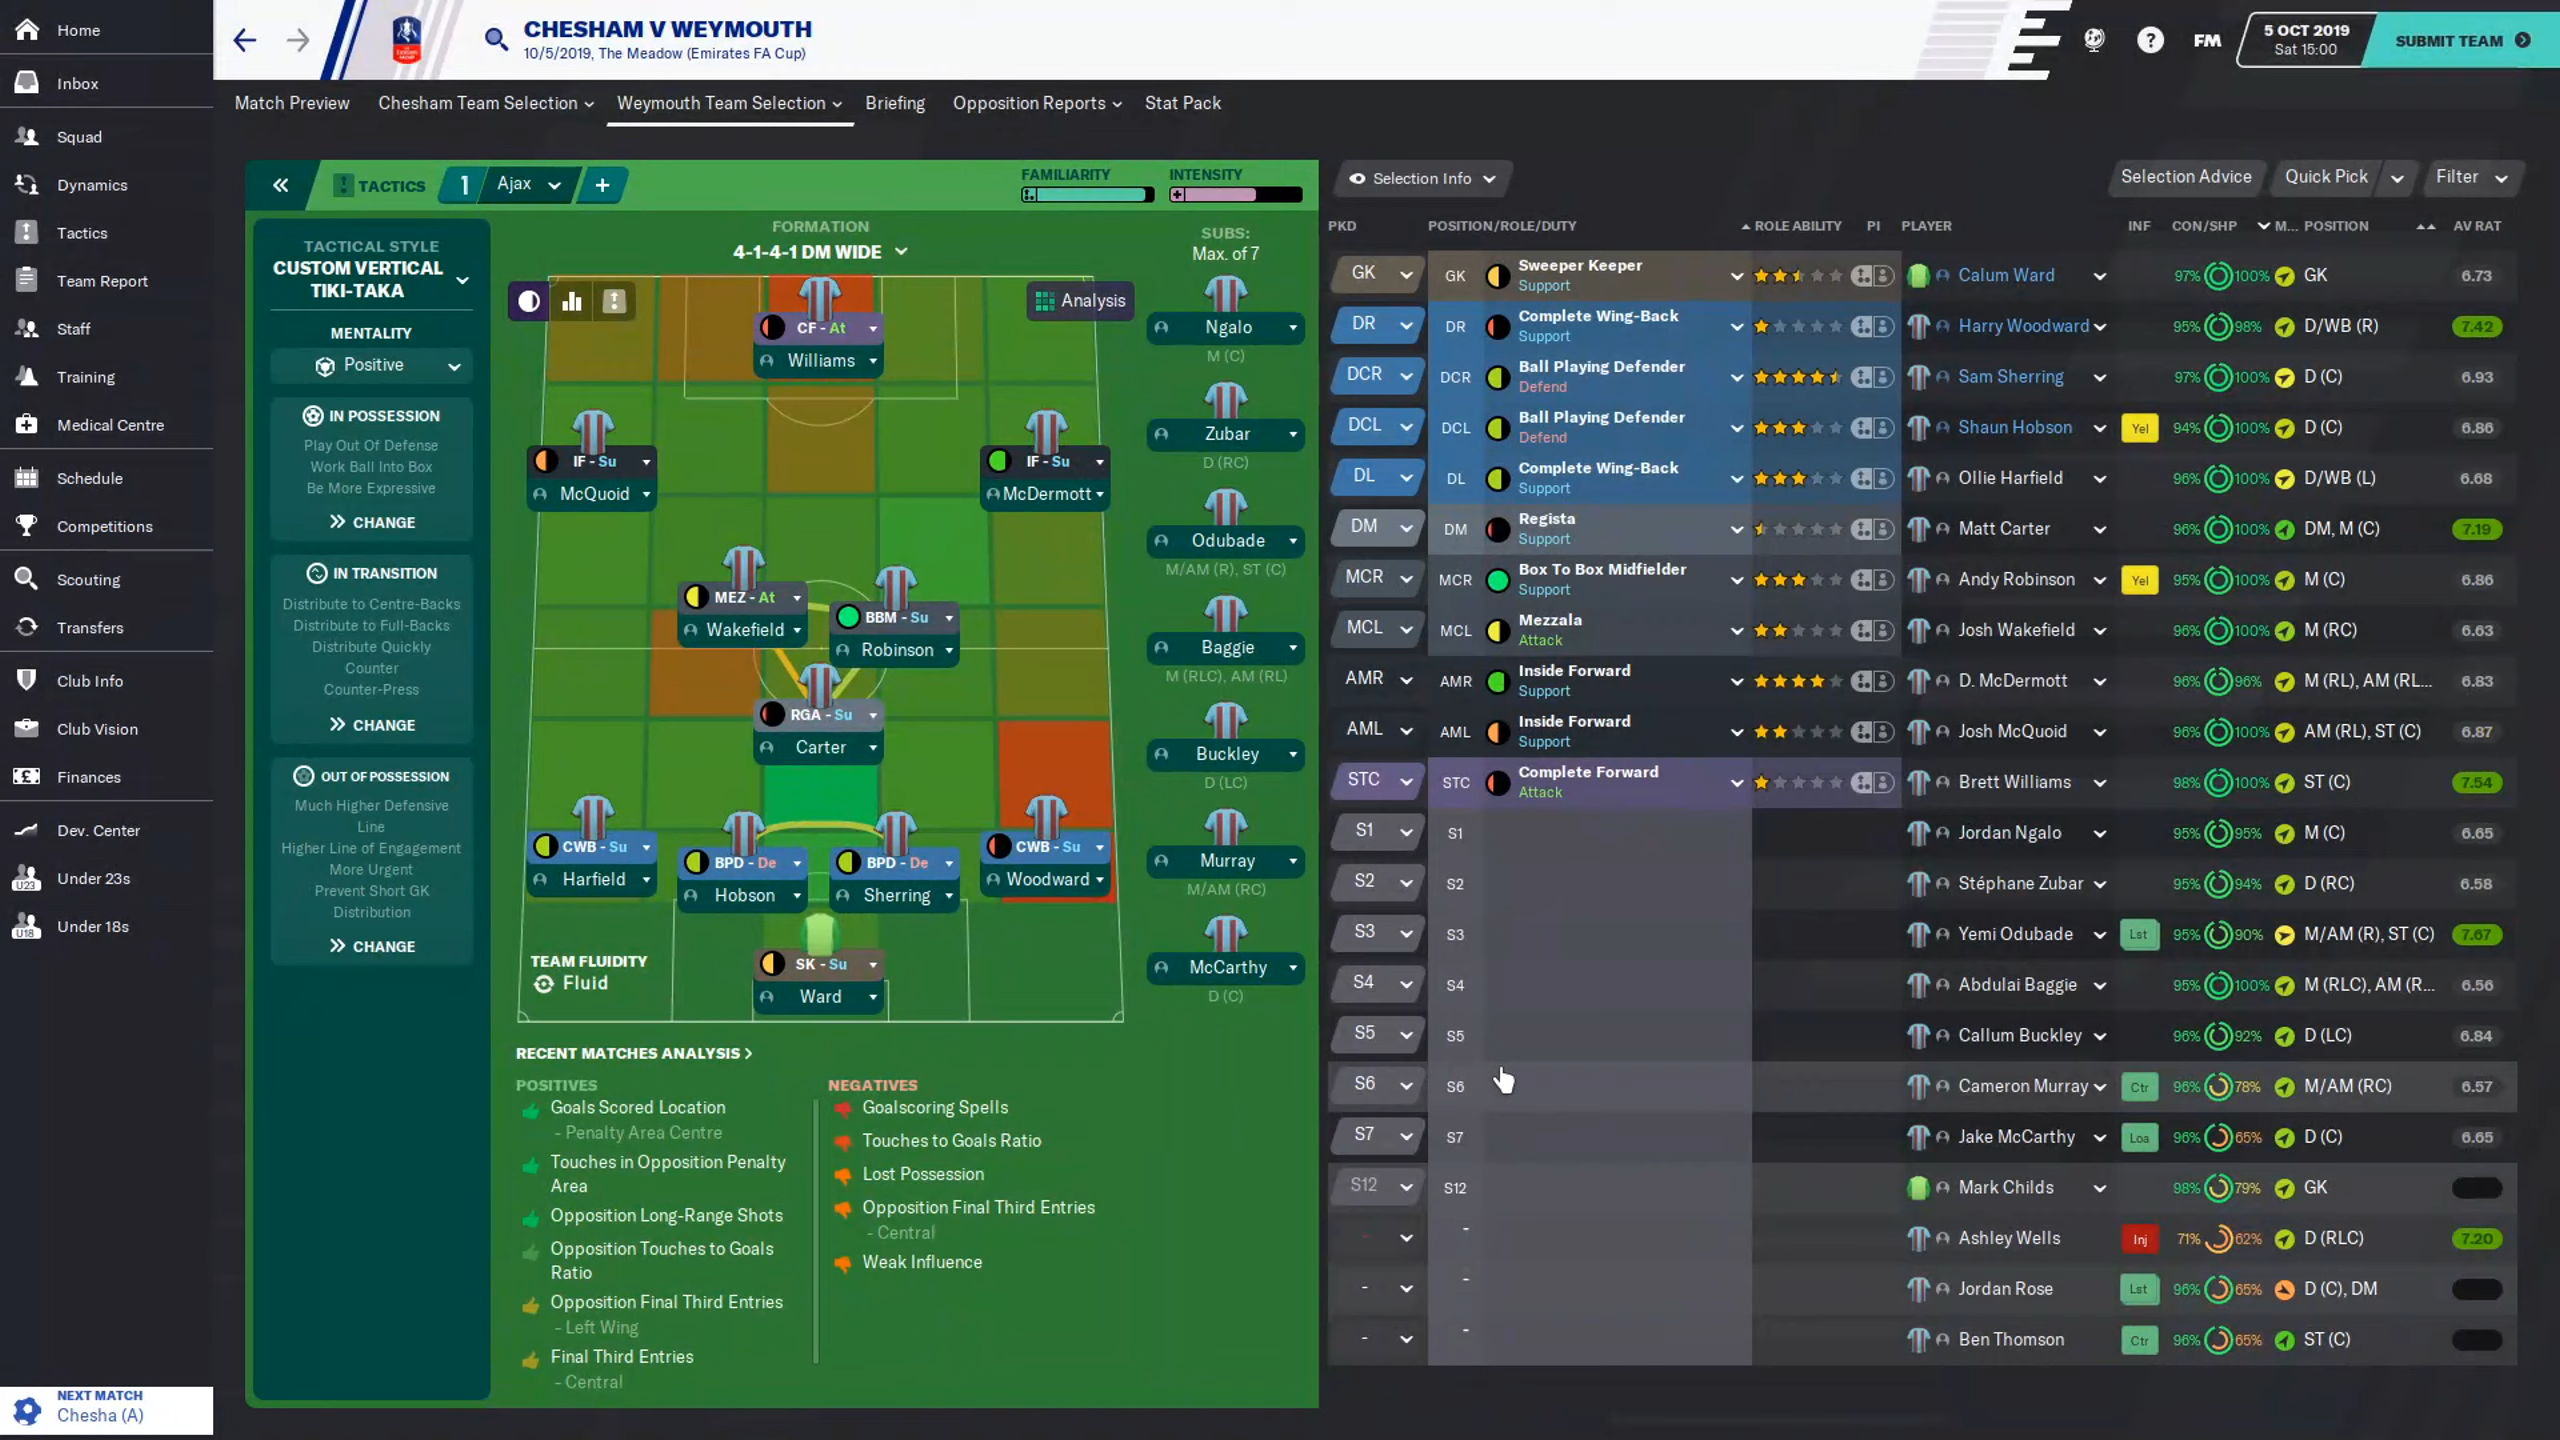 Home
Inbox
Squad
Dynamics
Tactics
Team Report
Staff
Training
Medical Centre
Schedule
Competitions
Scouting
Transfers
Club Info
Club Vision
Finances
Dev. Center
U23 Under 23s
U18 Under 18s
NEXT MATCH
Chesha (A)
CHESHAM V WEYMOUTH
10/5/2019, The Meadow (Emirates FA Cup)
FM
5 OCT 2019
Sat 15:00
SUBMIT TEAM
Match Preview Chesham Team Selection Weymouth Team Selection Briefing Opposition Reports Stat Pack
TACTICS 1 Ajax +
FAMILIARITY
INTENSITY
TACTICAL STYLE
CUSTOM VERTICAL
TIKI-TAKA
MENTALITY
Positive
IN POSSESSION
Play Out Of Defense
Work Ball Into Box
Be More Expressive
CHANGE
IN TRANSITION
Distribute to Centre-Backs
Distribute to Full-Backs
Distribute Quickly
Counter
Counter-Press
CHANGE
OUT OF POSSESSION
Much Higher Defensive
Line
Higher Line of Engagement
More Urgent
Prevent Short GK
Distribution
CHANGE
FORMATION
4-1-4-1 DM WIDE
Analysis
CF - At
Williams
IF - Su
McQuoid
IF - Su
McDermott
MEZ - At
Wakefield
BBM - Su
Robinson
RGA - Su
Carter
CWB - Su
Harfield
BPD - De
Hobson
BPD - De
Sherring
CWB - Su
Woodward
SK - Su
Ward
TEAM FLUIDITY
Fluid
SUBS:
Max. of 7
Ngalo
M (C)
Zubar
D (RC)
Odubade
M/AM (R), ST (C)
Baggie
M (RLC), AM (RL)
Buckley
D (LC)
Murray
M/AM (RC)
McCarthy
D (C)
RECENT MATCHES ANALYSIS
POSITIVES
Goals Scored Location
- Penalty Area Centre
Touches in Opposition Penalty
Area
Opposition Long-Range Shots
Opposition Touches to Goals
Ratio
Opposition Final Third Entries
- Left Wing
Final Third Entries
- Central
NEGATIVES
Goalscoring Spells
Touches to Goals Ratio
Lost Possession
Opposition Final Third Entries
- Central
Weak Influence
Selection Info Selection Advice Quick Pick Filter
PKD POSITION/ROLE/DUTY ROLE ABILITY PI PLAYER INF CON/SHP M... POSITION AV RAT
GK GK Sweeper Keeper Support Calum Ward 97% 100% GK 6.73
DR DR Complete Wing-Back Support Harry Woodward 95% 98% D/WB (R) 7.42
DCR DCR Ball Playing Defender Defend Sam Sherring 97% 100% D (C) 6.93
DCL DCL Ball Playing Defender Defend Shaun Hobson Yel 94% 100% D (C) 6.86
DL DL Complete Wing-Back Support Ollie Harfield 96% 100% D/WB (L) 6.68
DM DM Regista Support Matt Carter 96% 100% DM, M (C) 7.19
MCR MCR Box To Box Midfielder Support Andy Robinson Yel 95% 100% M (C) 6.86
MCL MCL Mezzala Attack Josh Wakefield 96% 100% M (RC) 6.63
AMR AMR Inside Forward Support D. McDermott 96% 96% M (RL), AM (RL... 6.83
AML AML Inside Forward Support Josh McQuoid 96% 100% AM (RL), ST (C) 6.87
STC STC Complete Forward Attack Brett Williams 98% 100% ST (C) 7.54
S1 S1 Jordan Ngalo 95% 95% M (C) 6.65
S2 S2 Stéphane Zubar 95% 94% D (RC) 6.58
S3 S3 Yemi Odubade Lst 95% 90% M/AM (R), ST (C) 7.67
S4 S4 Abdulai Baggie 95% 100% M (RLC), AM (R... 6.56
S5 S5 Callum Buckley 96% 92% D (LC) 6.84
S6 S6 Cameron Murray Ctr 96% 78% M/AM (RC) 6.57
S7 S7 Jake McCarthy Loa 96% 65% D (C) 6.65
S12 S12 Mark Childs 98% 79% GK
- - Ashley Wells Inj 71% 62% D (RLC) 7.20
- - Jordan Rose Lst 96% 65% D (C), DM
- - Ben Thomson Ctr 96% 65% ST (C)